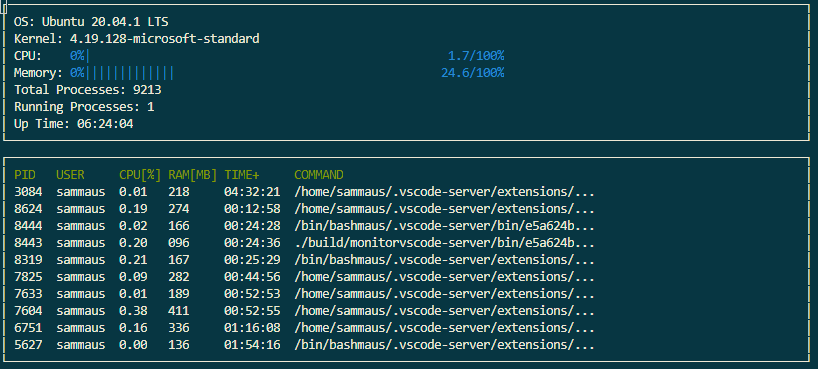 OS: Ubuntu 20.04.1 LTS
Kernel: 4.19.128-microsoft-standard
CPU: 0%| 1.7/100%
Memory: 0%||||||||||||| 24.6/100%
Total Processes: 9213
Running Processes: 1
Up Time: 06:24:04
PID USER CPU[%] RAM[MB] TIME+ COMMAND
3084 sammaus 0.01 218 04:32:21 /home/sammaus/.vscode-server/extensions/...
8624 sammaus 0.19 274 00:12:58 /home/sammaus/.vscode-server/extensions/...
8444 sammaus 0.02 166 00:24:28 /bin/bashmaus/.vscode-server/bin/e5a624b...
8443 sammaus 0.20 096 00:24:36 ./build/monitorvscode-server/bin/e5a624b...
8319 sammaus 0.21 167 00:25:29 /bin/bashmaus/.vscode-server/extensions/...
7825 sammaus 0.09 282 00:44:56 /home/sammaus/.vscode-server/extensions/...
7633 sammaus 0.01 189 00:52:53 /home/sammaus/.vscode-server/extensions/...
7604 sammaus 0.38 411 00:52:55 /home/sammaus/.vscode-server/extensions/...
6751 sammaus 0.16 336 01:16:08 /home/sammaus/.vscode-server/extensions/...
5627 sammaus 0.00 136 01:54:16 /bin/bashmaus/.vscode-server/extensions/...